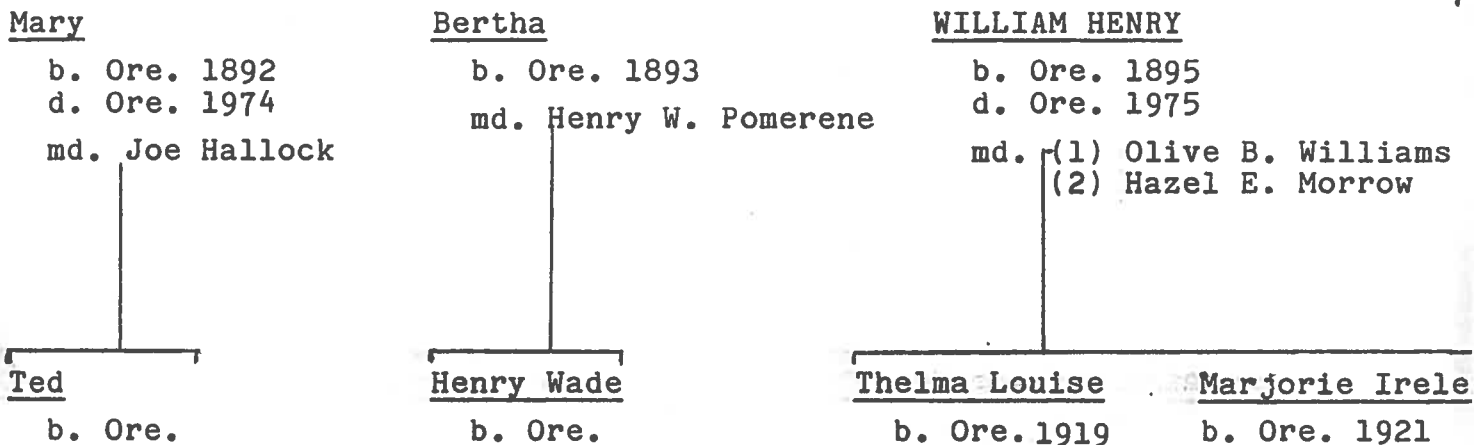 Mary
b. Ore. 1892
d. Ore. 1974
md. Joe Hallock
Bertha
b. Ore. 1893
md. Henry W. Pomerene
WILLIAM HENRY
b. Ore. 1895
d. Ore. 1975
md. (1) Olive B. Williams
(2) Hazel E. Morrow
Ted
b. Ore.
Henry Wade
b. Ore.
Thelma Louise
b. Ore. 1919
Marjorie Irele
b. Ore. 1921